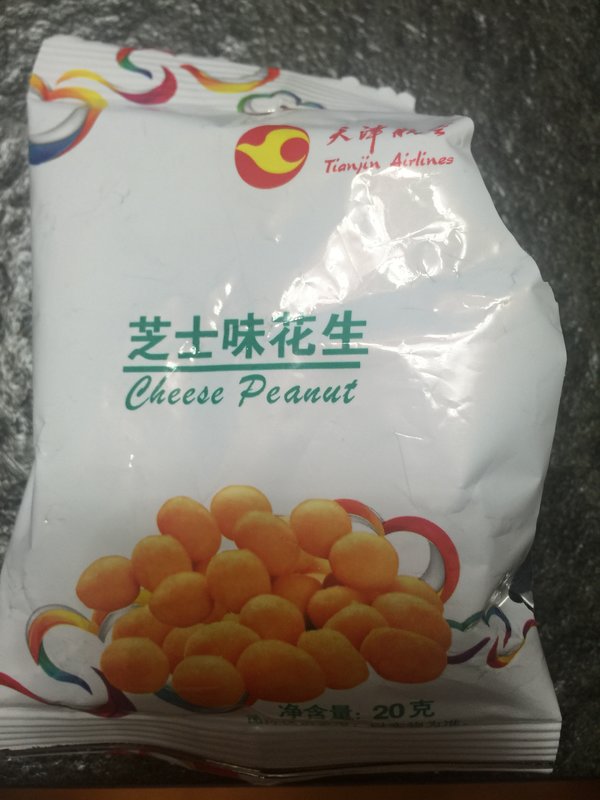 天津航空
Tianjin Airlines
芝士味花生
Cheese Peanut
净含量：20克